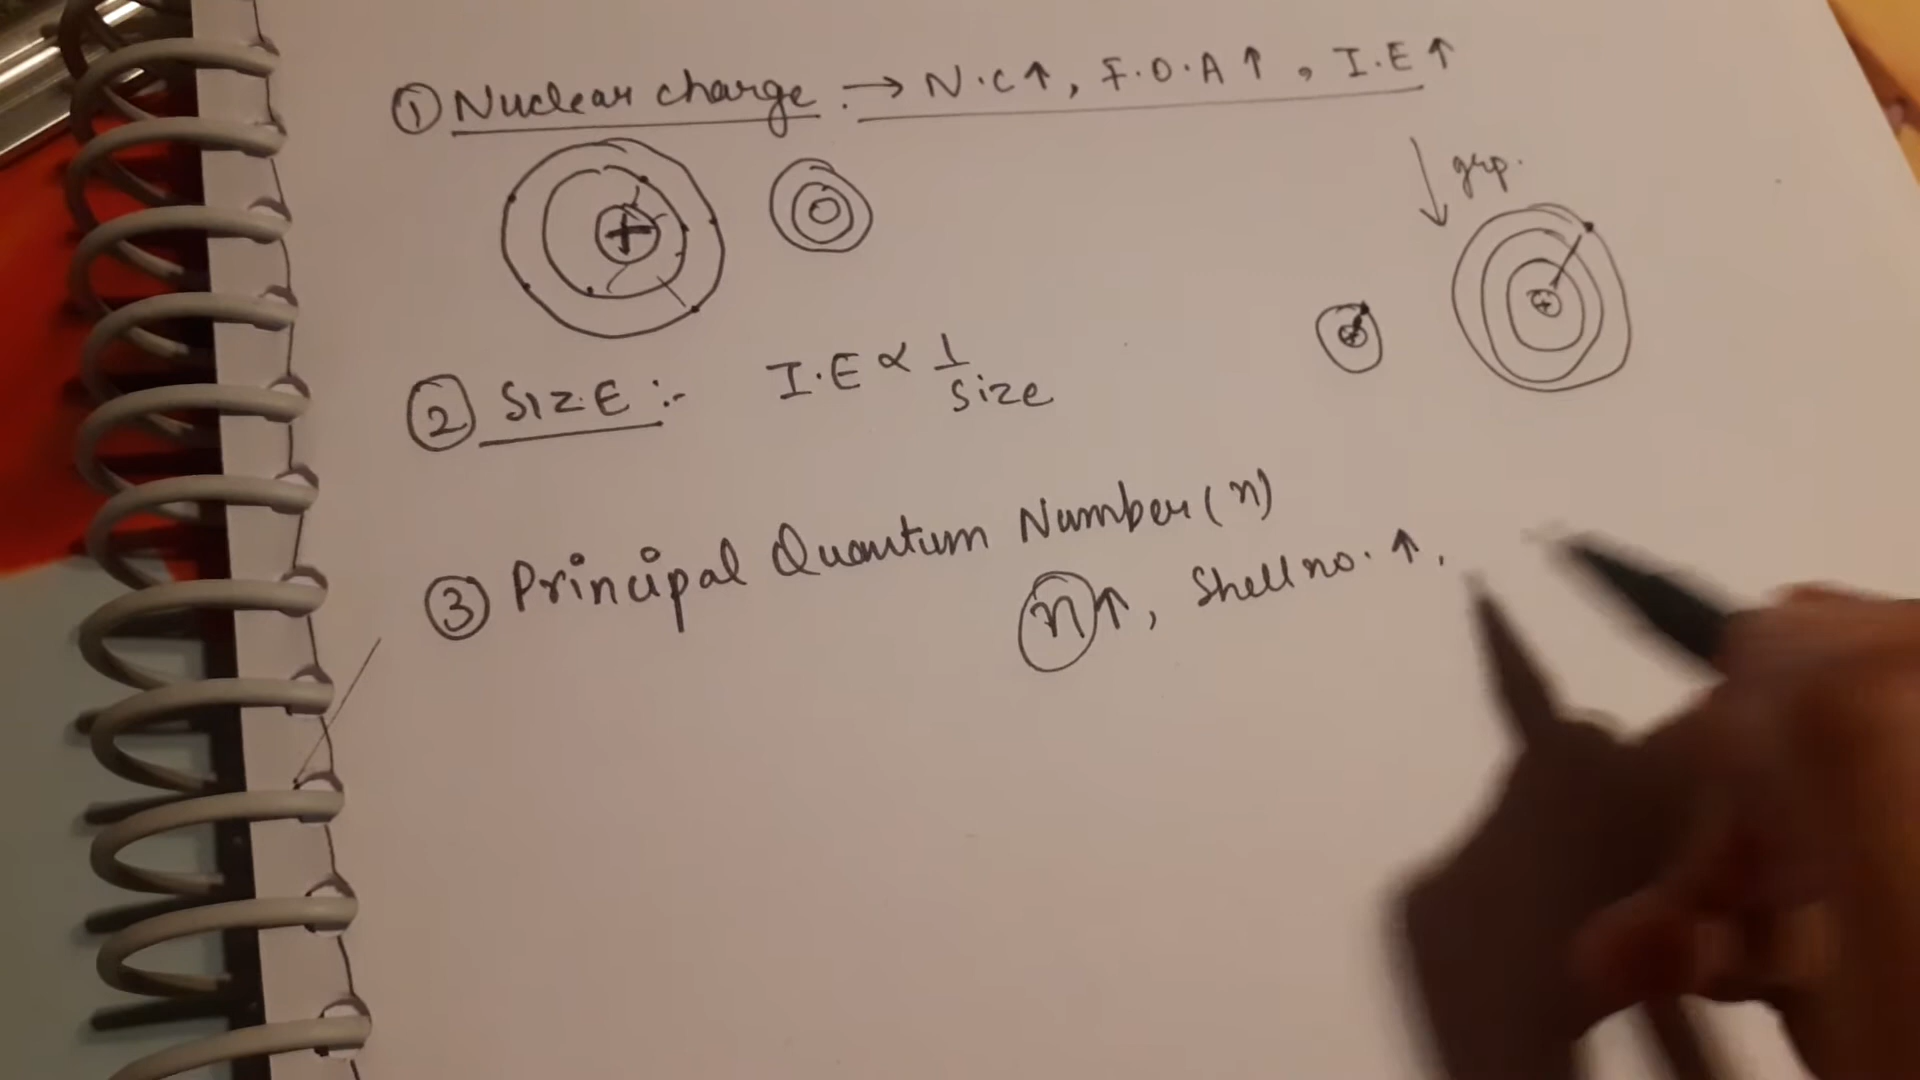 ① Nuclear charge :→ N.C↑, F.O.A↑, I.E↑
↓ grp.
+
+
+
② SIZE :- I.E ∝ 1/Size
③ Principal Quantum Number (n)
n↑, Shell no. ↑,